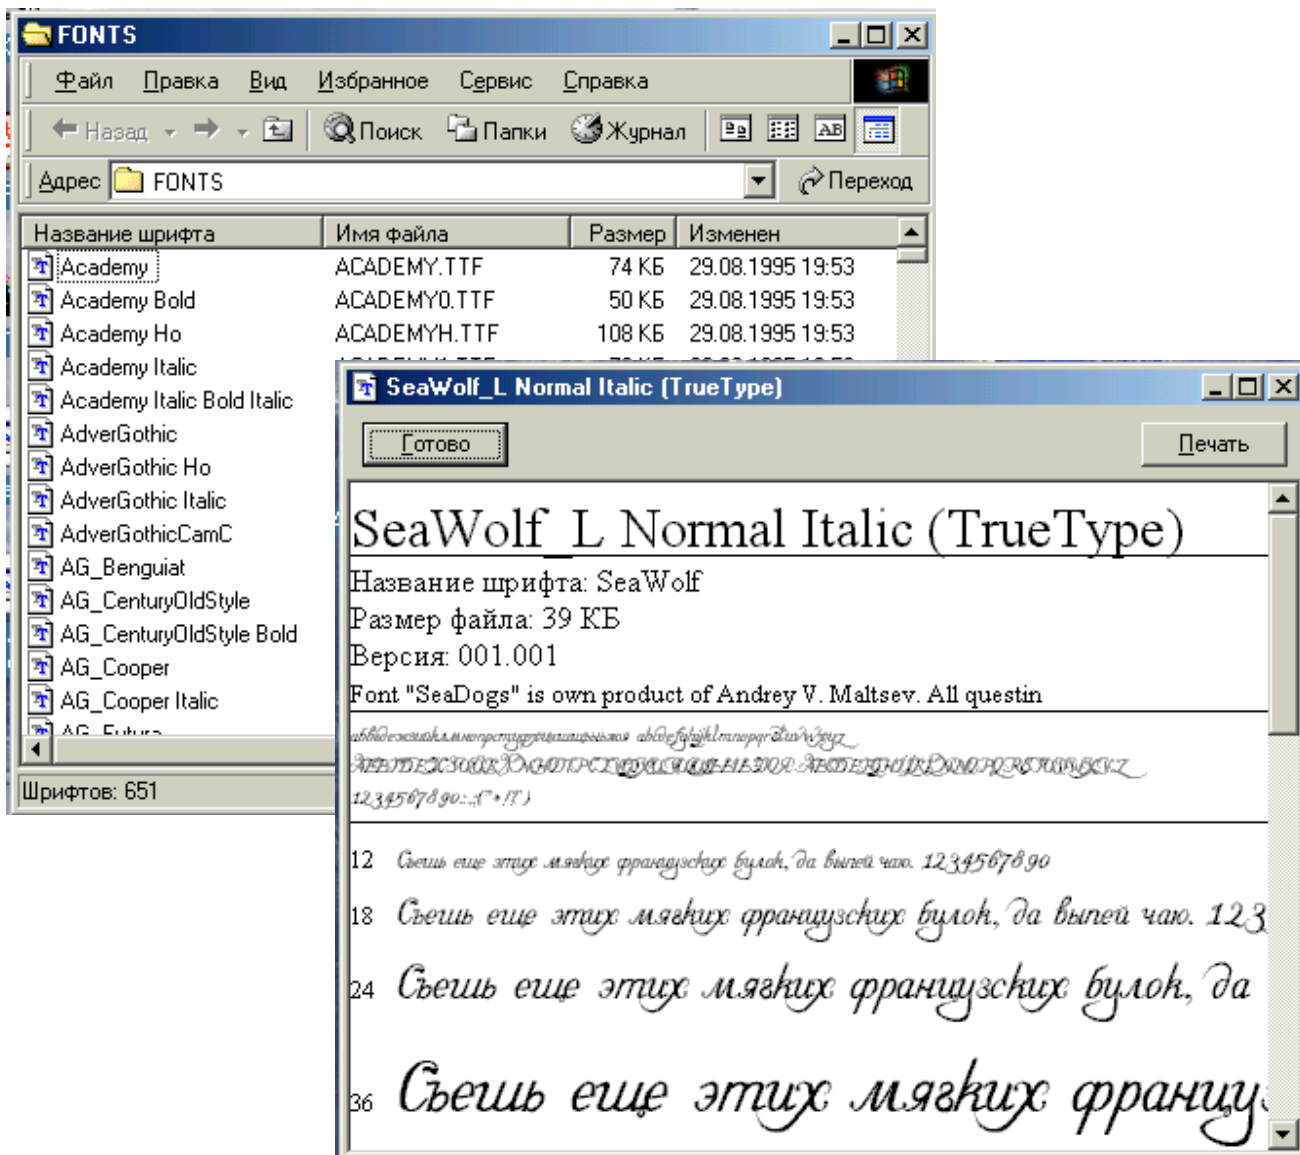 FONTS
Файл Правка Вид Избранное Сервис Справка
Назад Поиск Папки Журнал
Адрес FONTS Переход
Название шрифта Имя файла Размер Изменен
Academy ACADEMY.TTF 74 КБ 29.08.1995 19:53
Academy Bold ACADEMY0.TTF 50 КБ 29.08.1995 19:53
Academy Ho ACADEMYH.TTF 108 КБ 29.08.1995 19:53
Academy Italic
Academy Italic Bold Italic
AdverGothic
AdverGothic Ho
AdverGothic Italic
AdverGothicCamC
AG_Benguiat
AG_CenturyOldStyle
AG_CenturyOldStyle Bold
AG_Cooper
AG_Cooper Italic
AG_Futura
Шрифтов: 651
SeaWolf_L Normal Italic (TrueType)
Готово Печать
SeaWolf_L Normal Italic (TrueType)
Название шрифта: SeaWolf
Размер файла: 39 КБ
Версия: 001.001
Font "SeaDogs" is own product of Andrey V. Maltsev. All questin
1234567890
12 Съешь еще этих мягких французских булок, да выпей чаю. 1234567890
18 Съешь еще этих мягких французских булок, да выпей чаю. 123
24 Съешь еще этих мягких французских булок, да
36 Съешь еще этих мягких францу